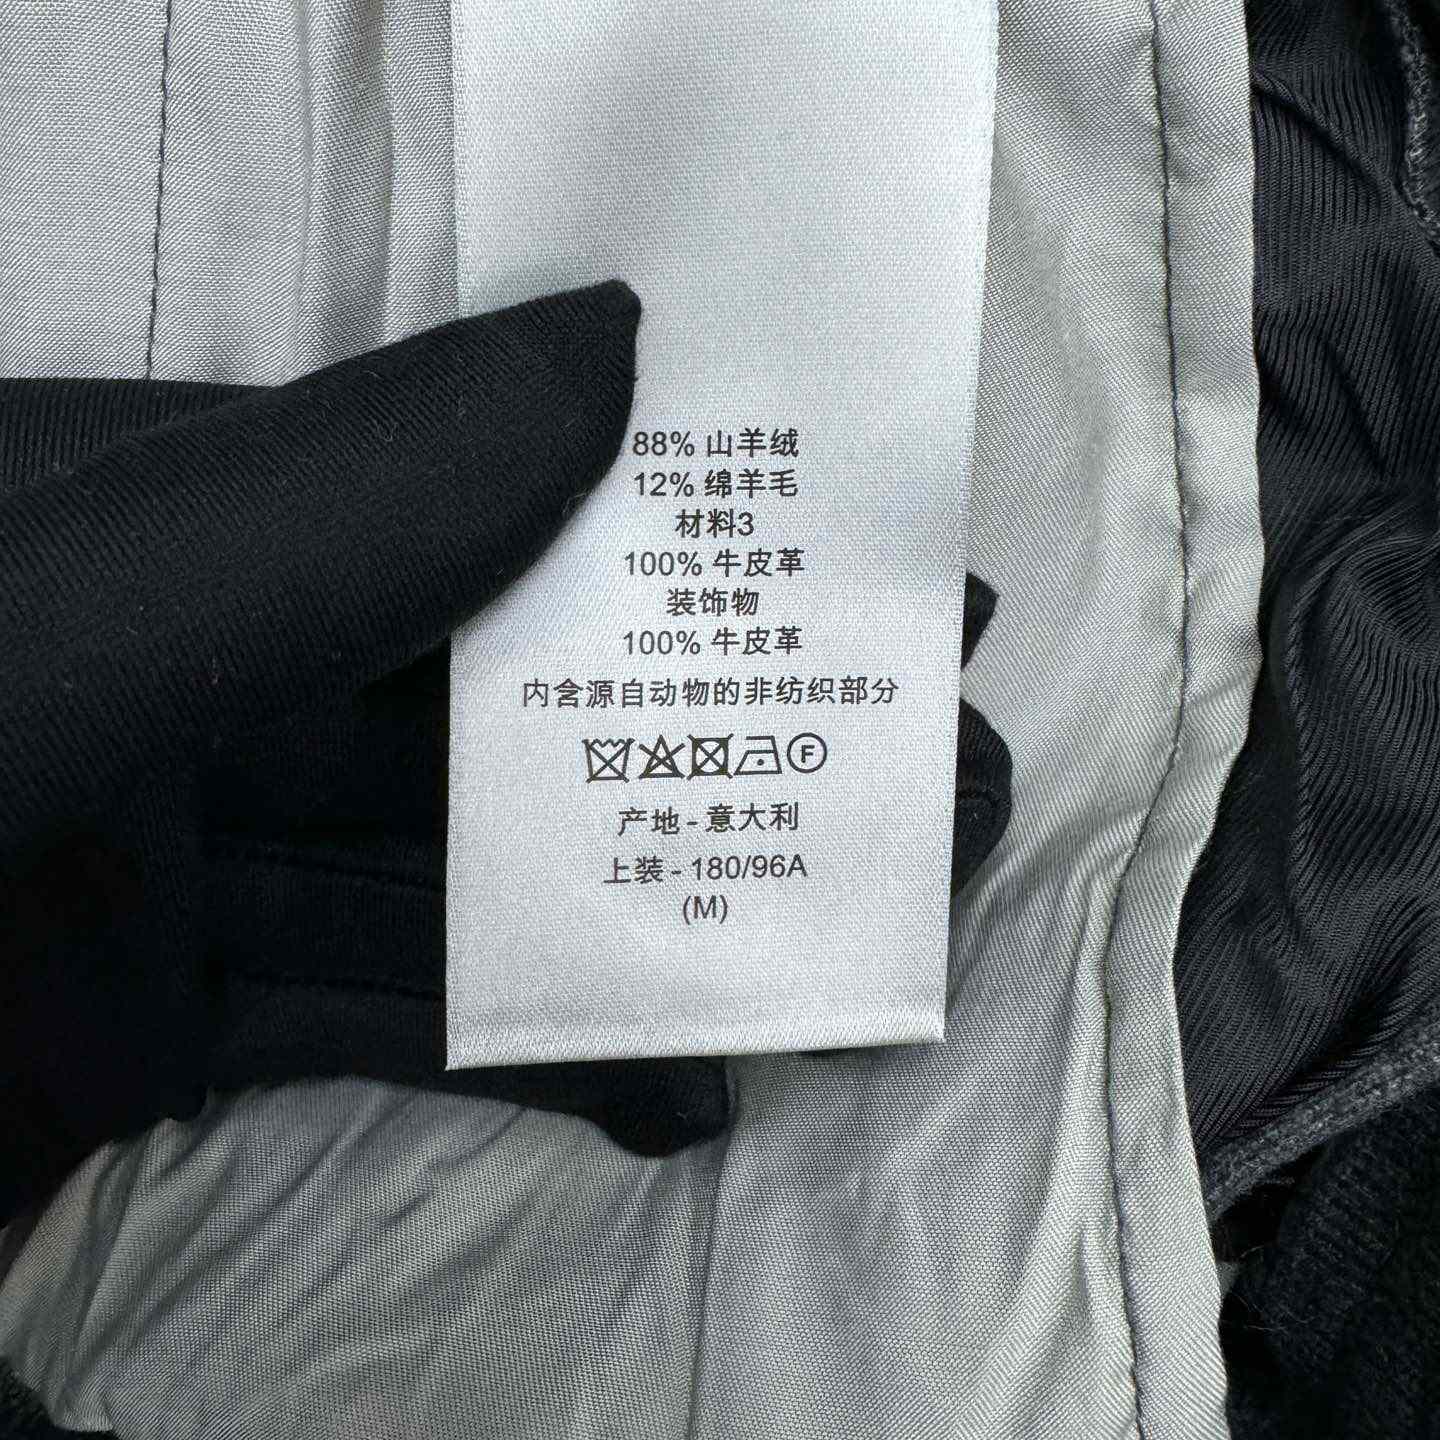 88% 山羊绒
12% 绵羊毛
材料3
100% 牛皮革
装饰物
100% 牛皮革
内含源自动物的非纺织部分
F
产地 - 意大利
上装 - 180/96A
(M)